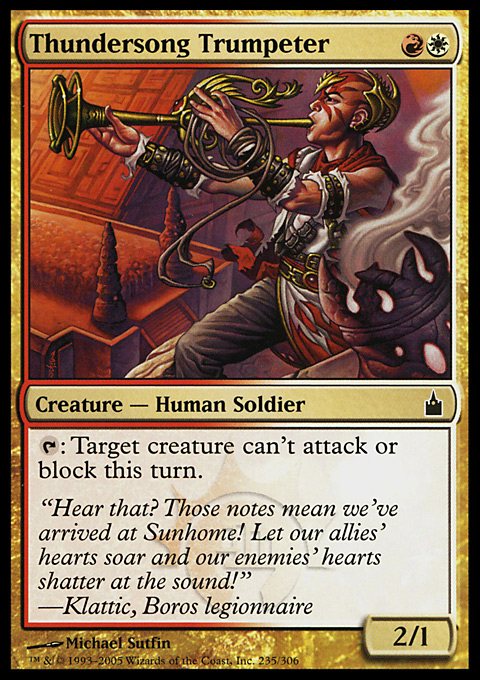 Thundersong Trumpeter
Creature — Human Soldier
: Target creature can't attack or
block this turn.
“Hear that? Those notes mean we've
arrived at Sunhome! Let our allies'
hearts soar and our enemies' hearts
shatter at the sound!”
—Klattic, Boros legionnaire
2/1
Michael Sutfin
™ & © 1993–2005 Wizards of the Coast, Inc. 235/306